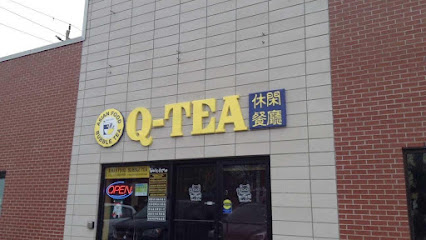 ASIAN FOOD
BUBBLE TEA
Q-TEA
休閑
餐廳
OPEN